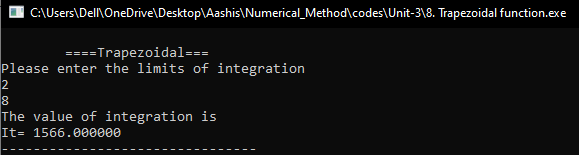 C:\Users\Dell\OneDrive\Desktop\Aashis\Numerical_Method\codes\Unit-3\8. Trapezoidal function.exe
====Trapezoidal===
Please enter the limits of integration
2
8
The value of integration is
It= 1566.000000
--------------------------------